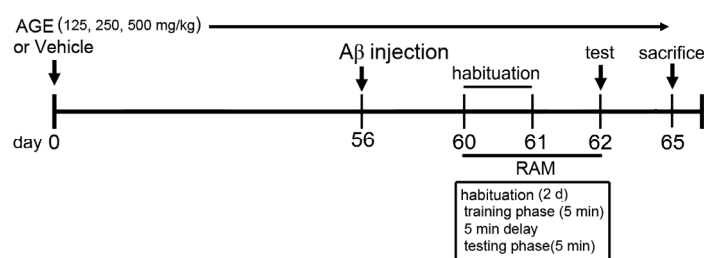 AGE (125, 250, 500 mg/kg)
or Vehicle
Aβ injection
habituation
test
sacrifice
day 0
56
60
61
62
65
RAM
habituation (2 d)
training phase (5 min)
5 min delay
testing phase(5 min)